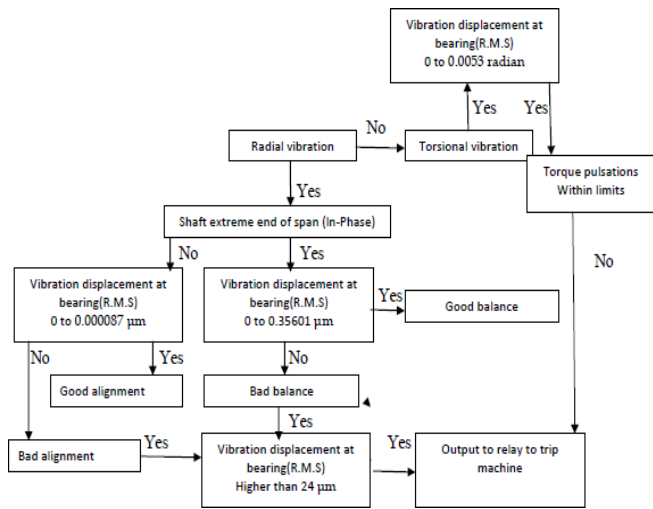 Vibration displacement at
bearing(R.M.S)
0 to 0.0053 radian
Yes
Yes
No
Radial vibration
Torsional vibration
Torque pulsations
Within limits
Yes
Shaft extreme end of span (In-Phase)
No
Yes
No
Vibration displacement at
bearing(R.M.S)
0 to 0.000087 µm
Vibration displacement at
bearing(R.M.S)
0 to 0.35601 µm
Yes
Good balance
No
Yes
No
Good alignment
Bad balance
Yes
Bad alignment
Yes
Vibration displacement at
bearing(R.M.S)
Higher than 24 µm
Yes
Output to relay to trip
machine